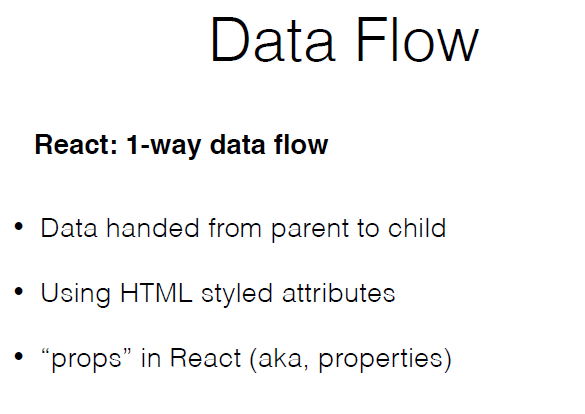 Data Flow
React: 1-way data flow
• Data handed from parent to child
• Using HTML styled attributes
• “props” in React (aka, properties)